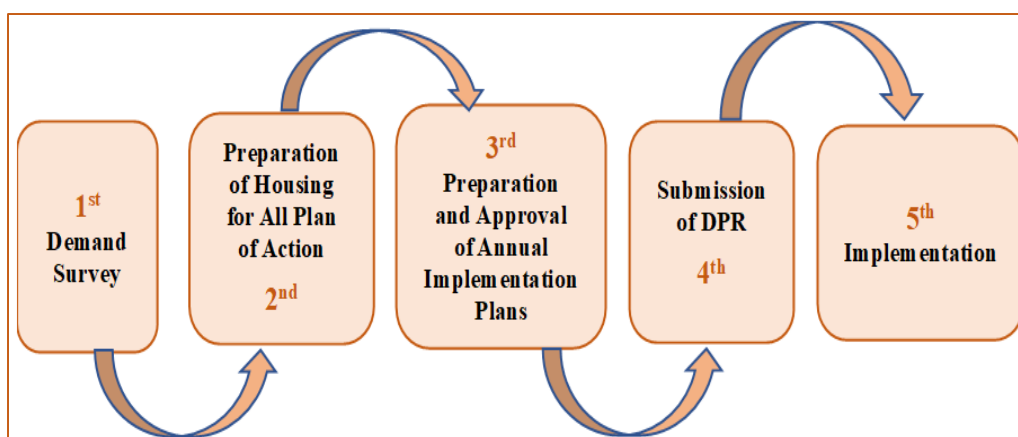 1st
Demand
Survey
Preparation
of Housing
for All Plan
of Action
2nd
3rd
Preparation
and Approval
of Annual
Implementation
Plans
Submission
of DPR
4th
5th
Implementation